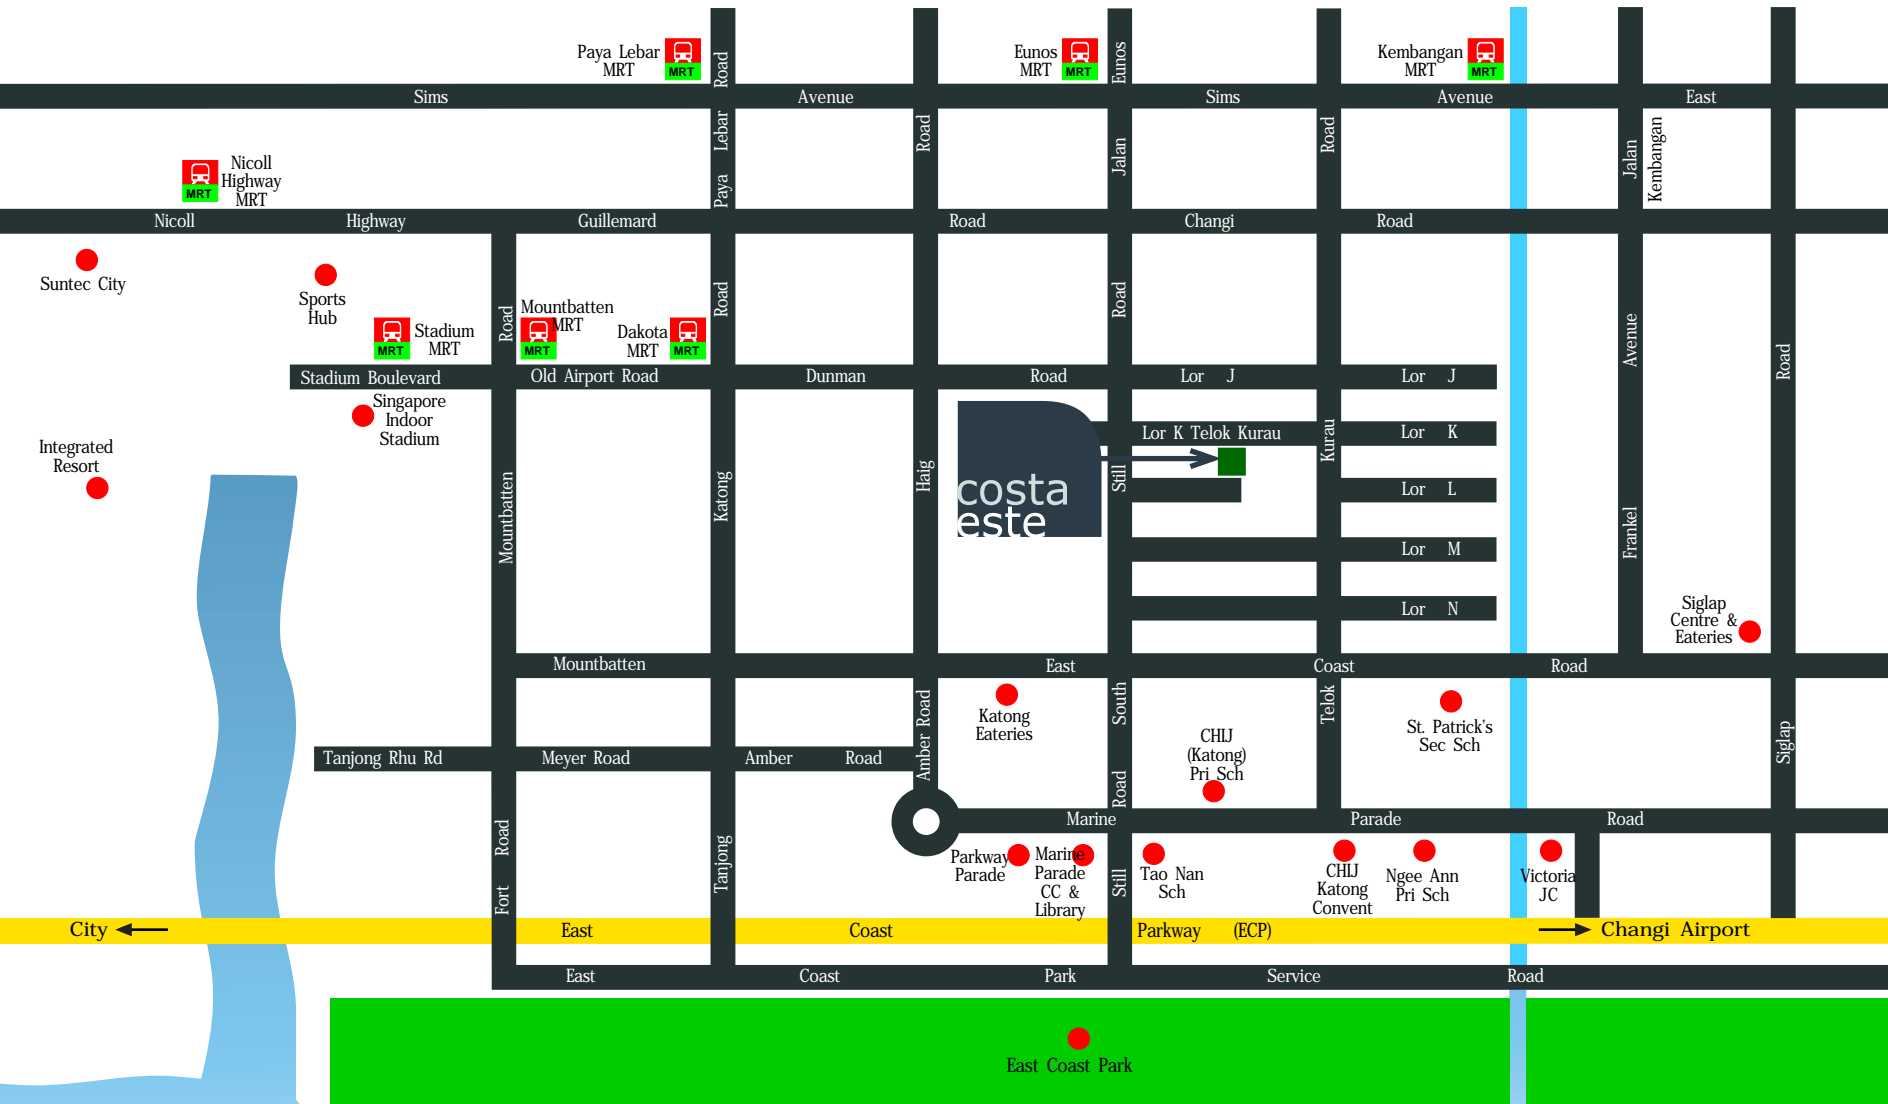 Paya Lebar
MRT
MRT
Eunos
MRT
MRT
Kembangan
MRT
MRT
Sims Avenue Sims Avenue East
Paya Lebar Road
Road
Jalan Eunos
Road
Jalan
Kembangan
Nicoll
Highway
MRT
MRT
Nicoll Highway Guillemard Road Changi Road
Suntec City
Sports
Hub
Stadium
MRT
MRT
Mountbatten
MRT
MRT
Dakota
MRT
MRT
Mountbatten Road
Tanjong Katong Road
Haig
Still Road
Telok Kurau
Frankel Avenue
Siglap Road
Stadium Boulevard Old Airport Road Dunman Road Lor J Lor J
Singapore
Indoor
Stadium
Integrated
Resort
Lor K Telok Kurau Lor K
costa
este
Lor L
Lor M
Lor N
Siglap
Centre &
Eateries
Mountbatten East Coast Road
Katong
Eateries
Amber Road
Still Road South
CHIJ
(Katong)
Pri Sch
St. Patrick's
Sec Sch
Tanjong Rhu Rd Meyer Road Amber Road
Fort Road
Marine Parade Road
Parkway
Parade
Marine
Parade
CC &
Library
Tao Nan
Sch
CHIJ
Katong
Convent
Ngee Ann
Pri Sch
Victoria
JC
City East Coast Parkway (ECP) Changi Airport
East Coast Park Service Road
East Coast Park